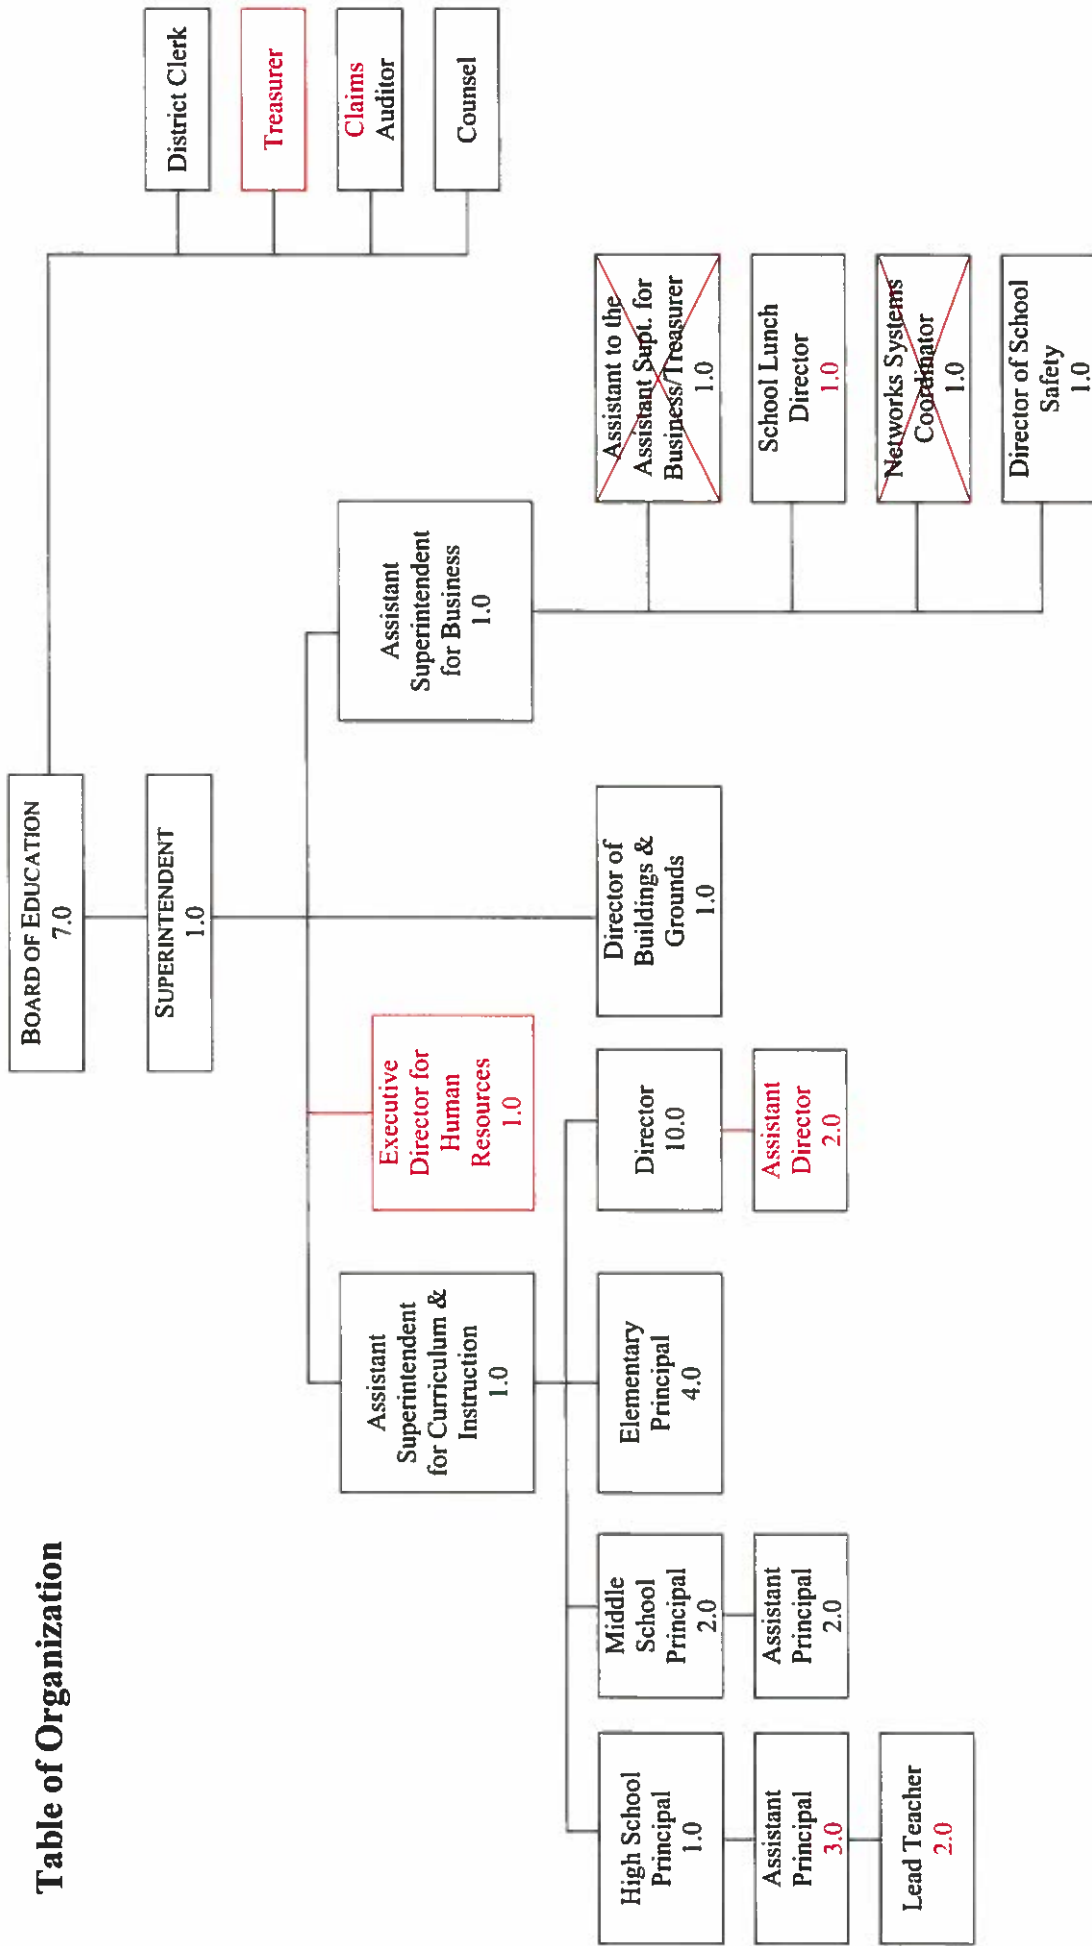 Table of Organization
BOARD OF EDUCATION
7.0
SUPERINTENDENT
1.0
District Clerk
Treasurer
Claims
Auditor
Counsel
Assistant
Superintendent
for Curriculum &
Instruction
1.0
Executive
Director for
Human
Resources
1.0
Assistant
Superintendent
for Business
1.0
High School
Principal
1.0
Middle
School
Principal
2.0
Elementary
Principal
4.0
Director
10.0
Director of
Buildings &
Grounds
1.0
Assistant to the
Assistant Supt. for
Business/Treasurer
1.0
Assistant
Principal
3.0
Assistant
Principal
2.0
Assistant
Director
2.0
School Lunch
Director
1.0
Lead Teacher
2.0
Networks Systems
Coordinator
1.0
Director of School
Safety
1.0